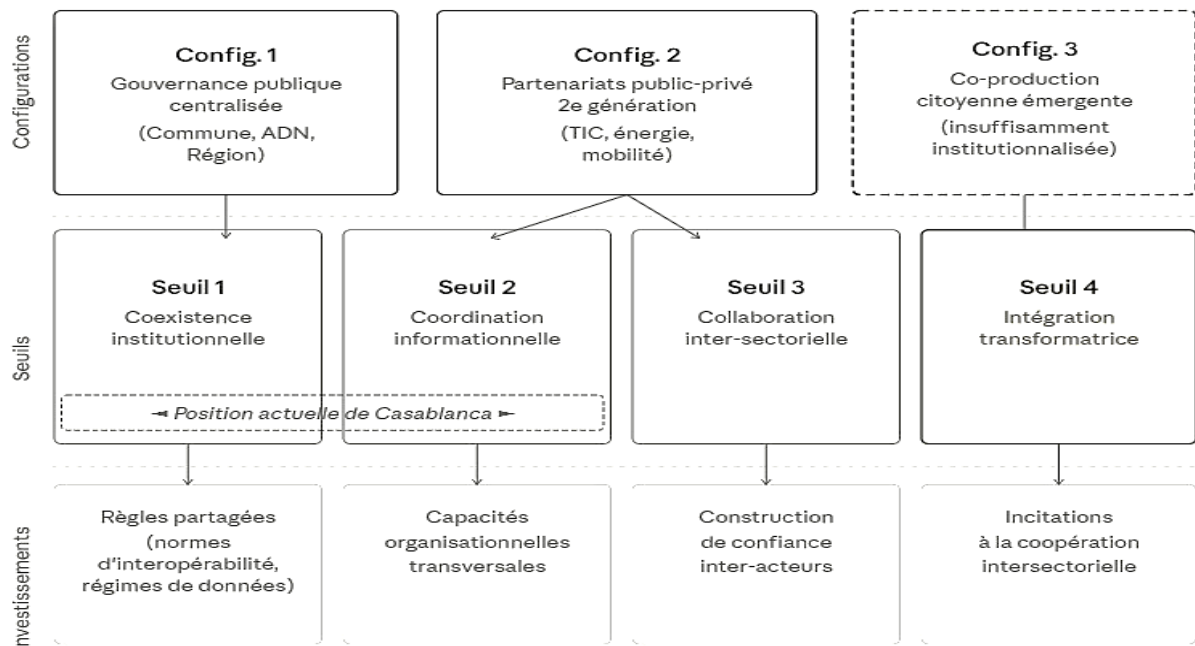 Configurations
Config. 1
Gouvernance publique
centralisée
(Commune, ADN,
Région)
Config. 2
Partenariats public-privé
2e génération
(TIC, énergie,
mobilité)
Config. 3
Co-production
citoyenne émergente
(insuffisamment
institutionnalisée)
Seuils
Seuil 1
Coexistence
institutionnelle
Seuil 2
Coordination
informationnelle
Seuil 3
Collaboration
inter-sectorielle
Seuil 4
Intégration
transformatrice
◄ Position actuelle de Casablanca ►
nvestissements
Règles partagées
(normes
d'interopérabilité,
régimes de données)
Capacités
organisationnelles
transversales
Construction
de confiance
inter-acteurs
Incitations
à la coopération
intersectorielle